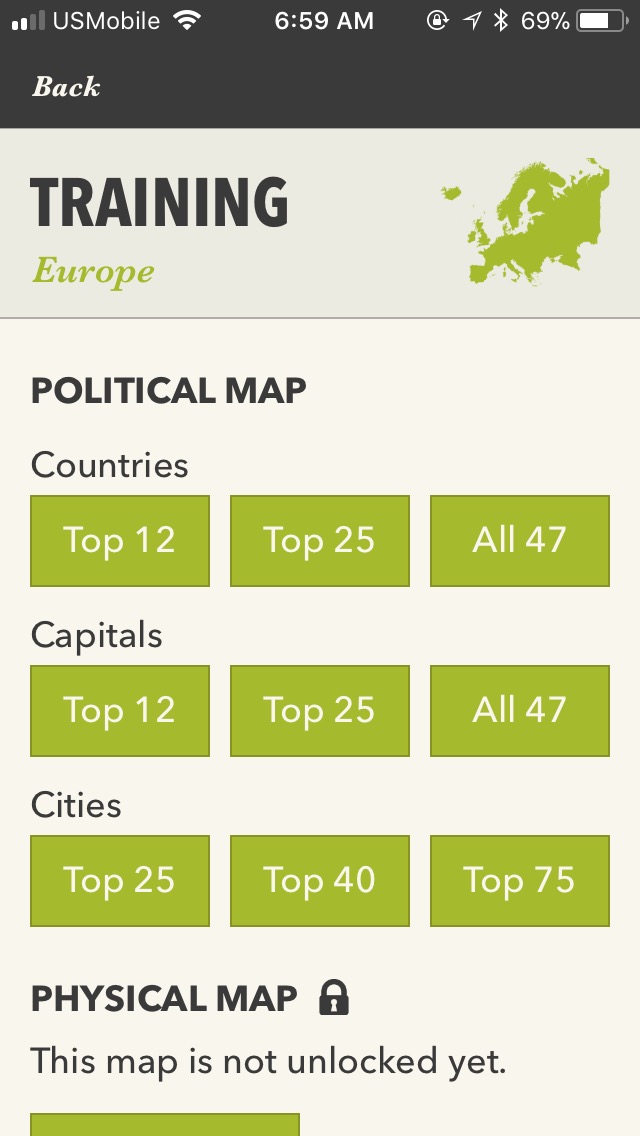 USMobile 6:59 AM 69%
Back
TRAINING
Europe
POLITICAL MAP
Countries
Top 12 Top 25 All 47
Capitals
Top 12 Top 25 All 47
Cities
Top 25 Top 40 Top 75
PHYSICAL MAP
This map is not unlocked yet.